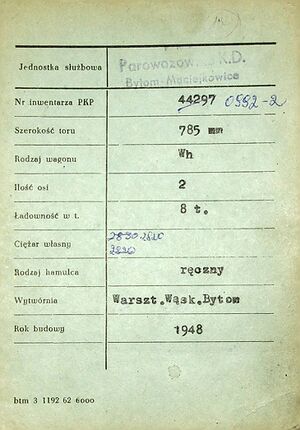 Jednostka służbowa Parowozow K.D.
Bytom-Maciejkowice
Nr inwentarza PKP 44297 0552-2
Szerokość toru 785 mm
Rodzaj wagonu Wh
Ilość osi 2
Ładowność w t. 8 t.
Ciężar własny
Rodzaj hamulca ręczny
Wytwórnia Warszt.Wąsk.Bytom
Rok budowy 1948
btm 3 1192 62 6000